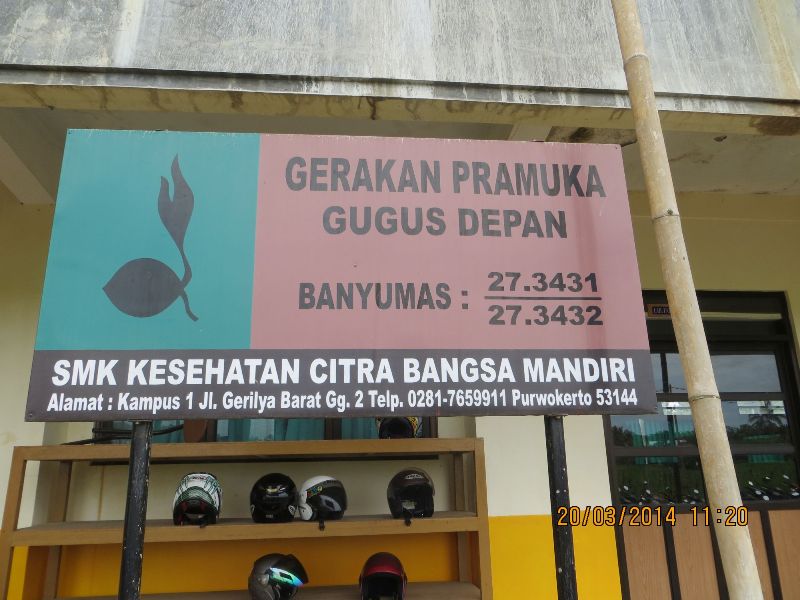 GERAKAN PRAMUKA
GUGUS DEPAN
BANYUMAS : 27.3431
27.3432
SMK KESEHATAN CITRA BANGSA MANDIRI
Alamat : Kampus 1 Jl. Gerilya Barat Gg. 2 Telp. 0281-7659911 Purwokerto 53144
20/03/2014 11:20